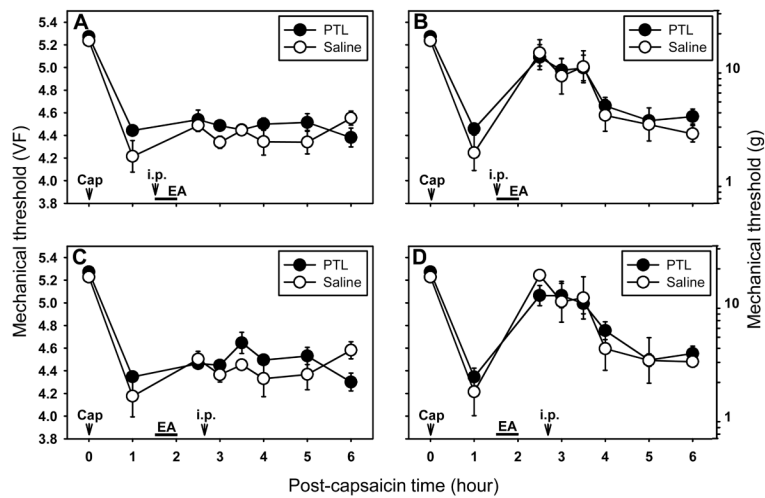 A
PTL
Saline
5.4
5.2
5.0
4.8
4.6
4.4
4.2
4.0
3.8
Cap
i.p.
EA
B
PTL
Saline
Cap
i.p.
EA
10
1
Mechanical threshold (VF)
Mechanical threshold (g)
C
PTL
Saline
5.4
5.2
5.0
4.8
4.6
4.4
4.2
4.0
3.8
Cap
EA
i.p.
0 1 2 3 4 5 6
D
PTL
Saline
Cap
EA
i.p.
10
1
0 1 2 3 4 5 6
Post-capsaicin time (hour)